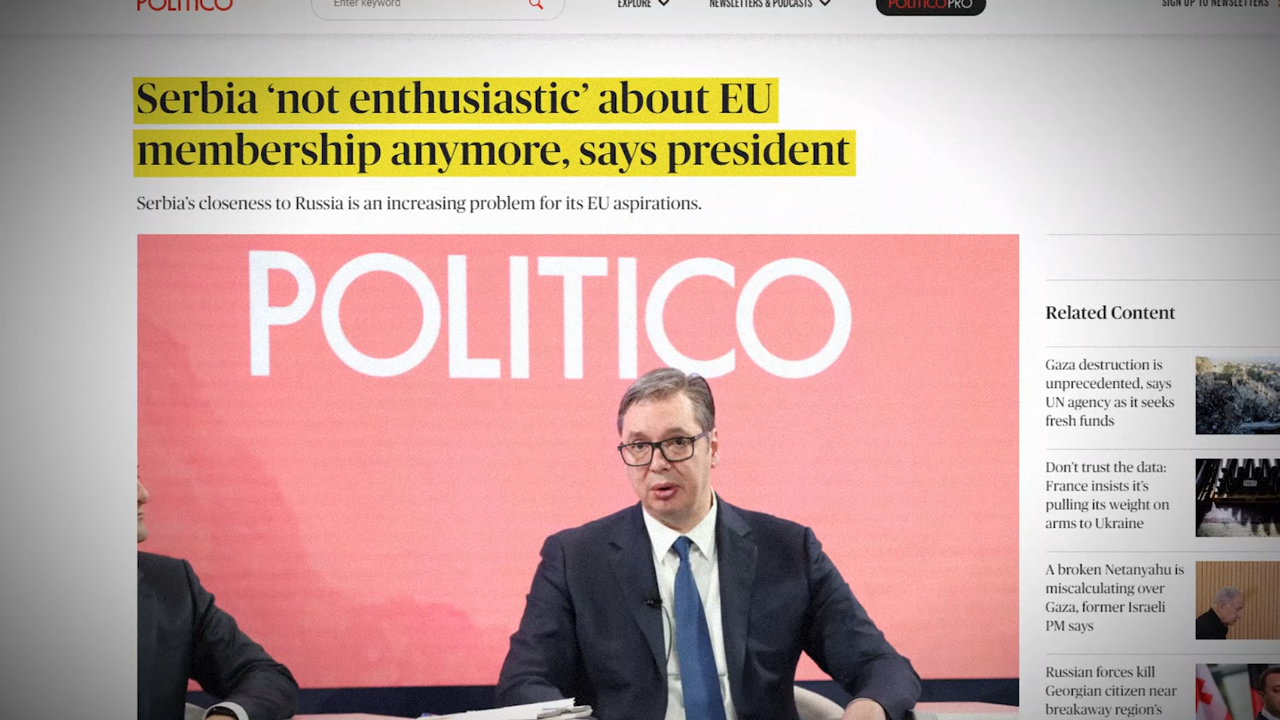 POLITICO
Enter keyword
EXPLORE
NEWSLETTERS & PODCASTS
POLITICOPRO
SIGN UP TO NEWSLETTERS
Serbia ‘not enthusiastic’ about EU
membership anymore, says president
Serbia’s closeness to Russia is an increasing problem for its EU aspirations.
POLITICO
Related Content
Gaza destruction is
unprecedented, says
UN agency as it seeks
fresh funds
Don’t trust the data:
France insists it’s
pulling its weight on
arms to Ukraine
A broken Netanyahu is
miscalculating over
Gaza, former Israeli
PM says
Russian forces kill
Georgian citizen near
breakaway region’s